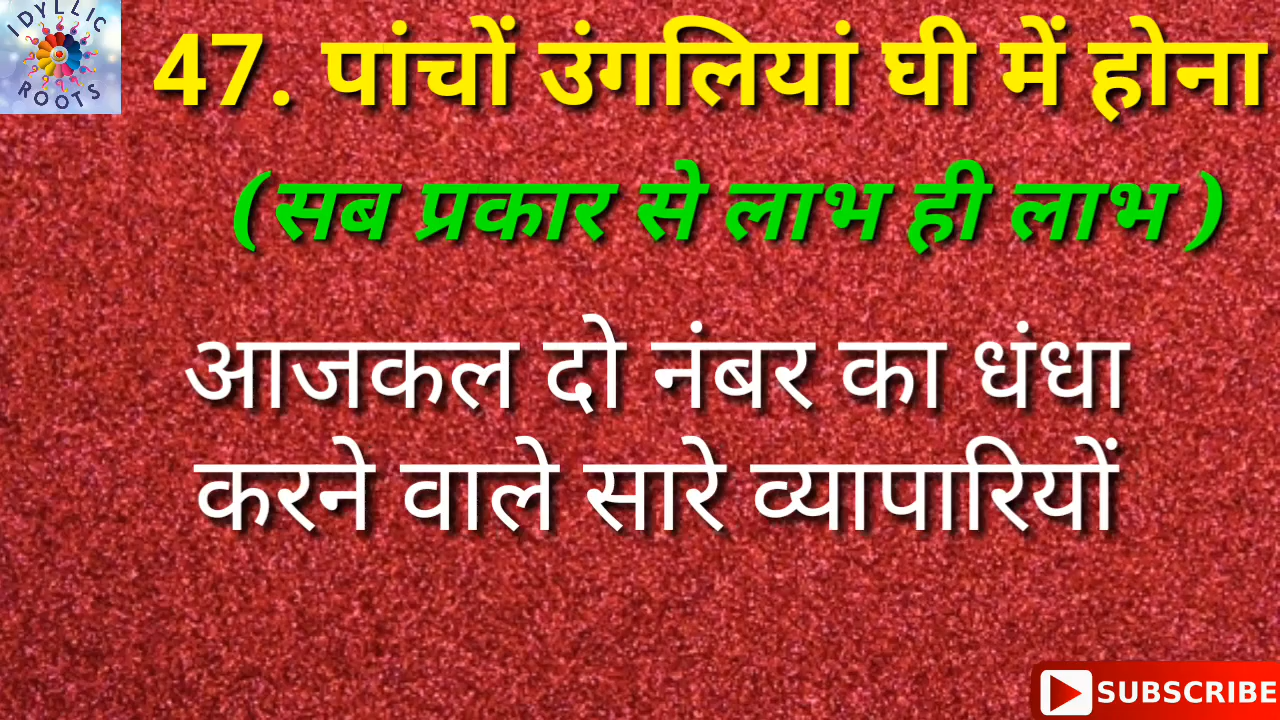 IDYLLIC
ROOTS
47. पांचों उंगलियां घी में होना
(सब प्रकार से लाभ ही लाभ )
आजकल दो नंबर का धंधा
करने वाले सारे व्यापारियों
SUBSCRIBE